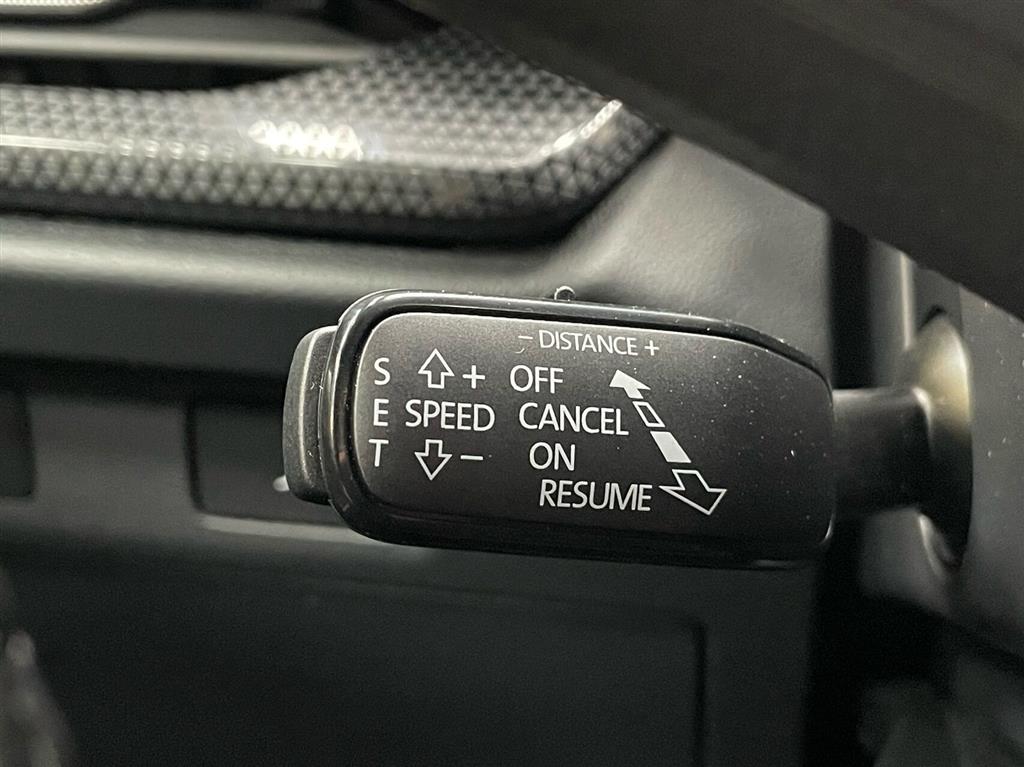 - DISTANCE +
S + OFF
E SPEED CANCEL
T - ON
RESUME